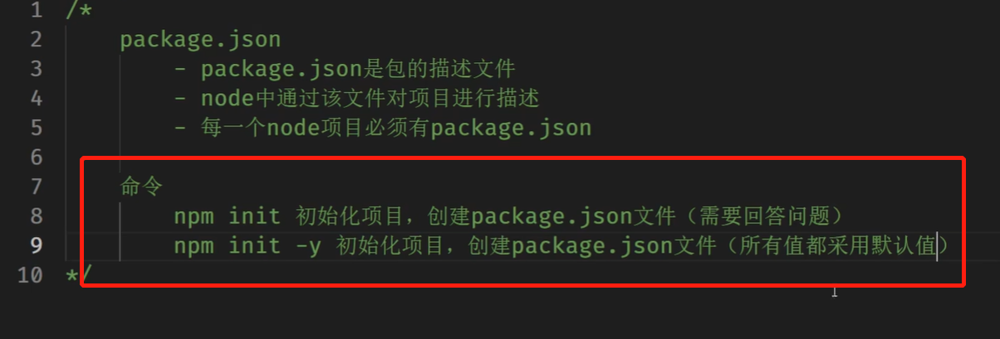 1 /*
2 package.json
3 - package.json是包的描述文件
4 - node中通过该文件对项目进行描述
5 - 每一个node项目必须有package.json
6
7 命令
8 npm init 初始化项目，创建package.json文件（需要回答问题）
9 npm init -y 初始化项目，创建package.json文件（所有值都采用默认值）
10 */